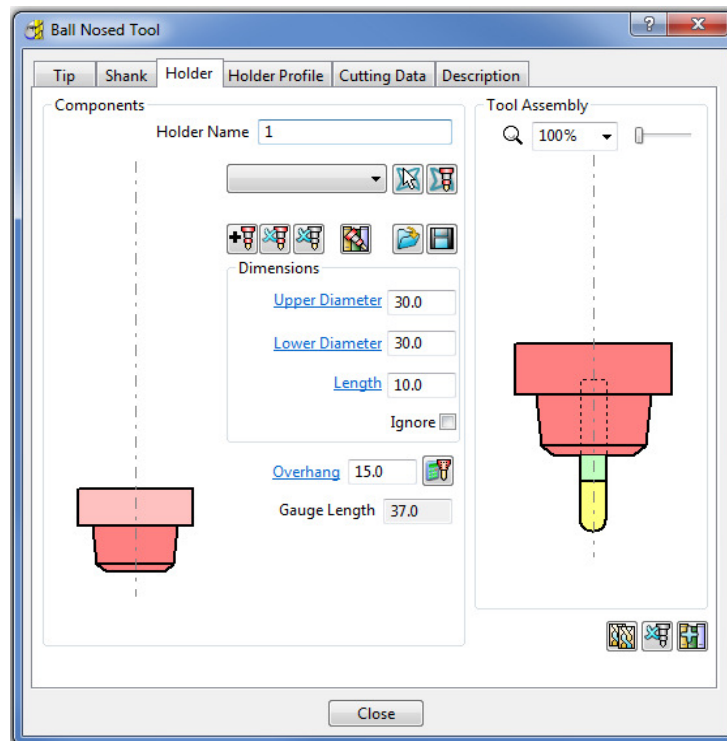 Ball Nosed Tool
?
Tip Shank Holder Holder Profile Cutting Data Description
Components
Holder Name 1
Dimensions
Upper Diameter 30.0
Lower Diameter 30.0
Length 10.0
Ignore
Overhang 15.0
Gauge Length 37.0
Tool Assembly
100%
Close